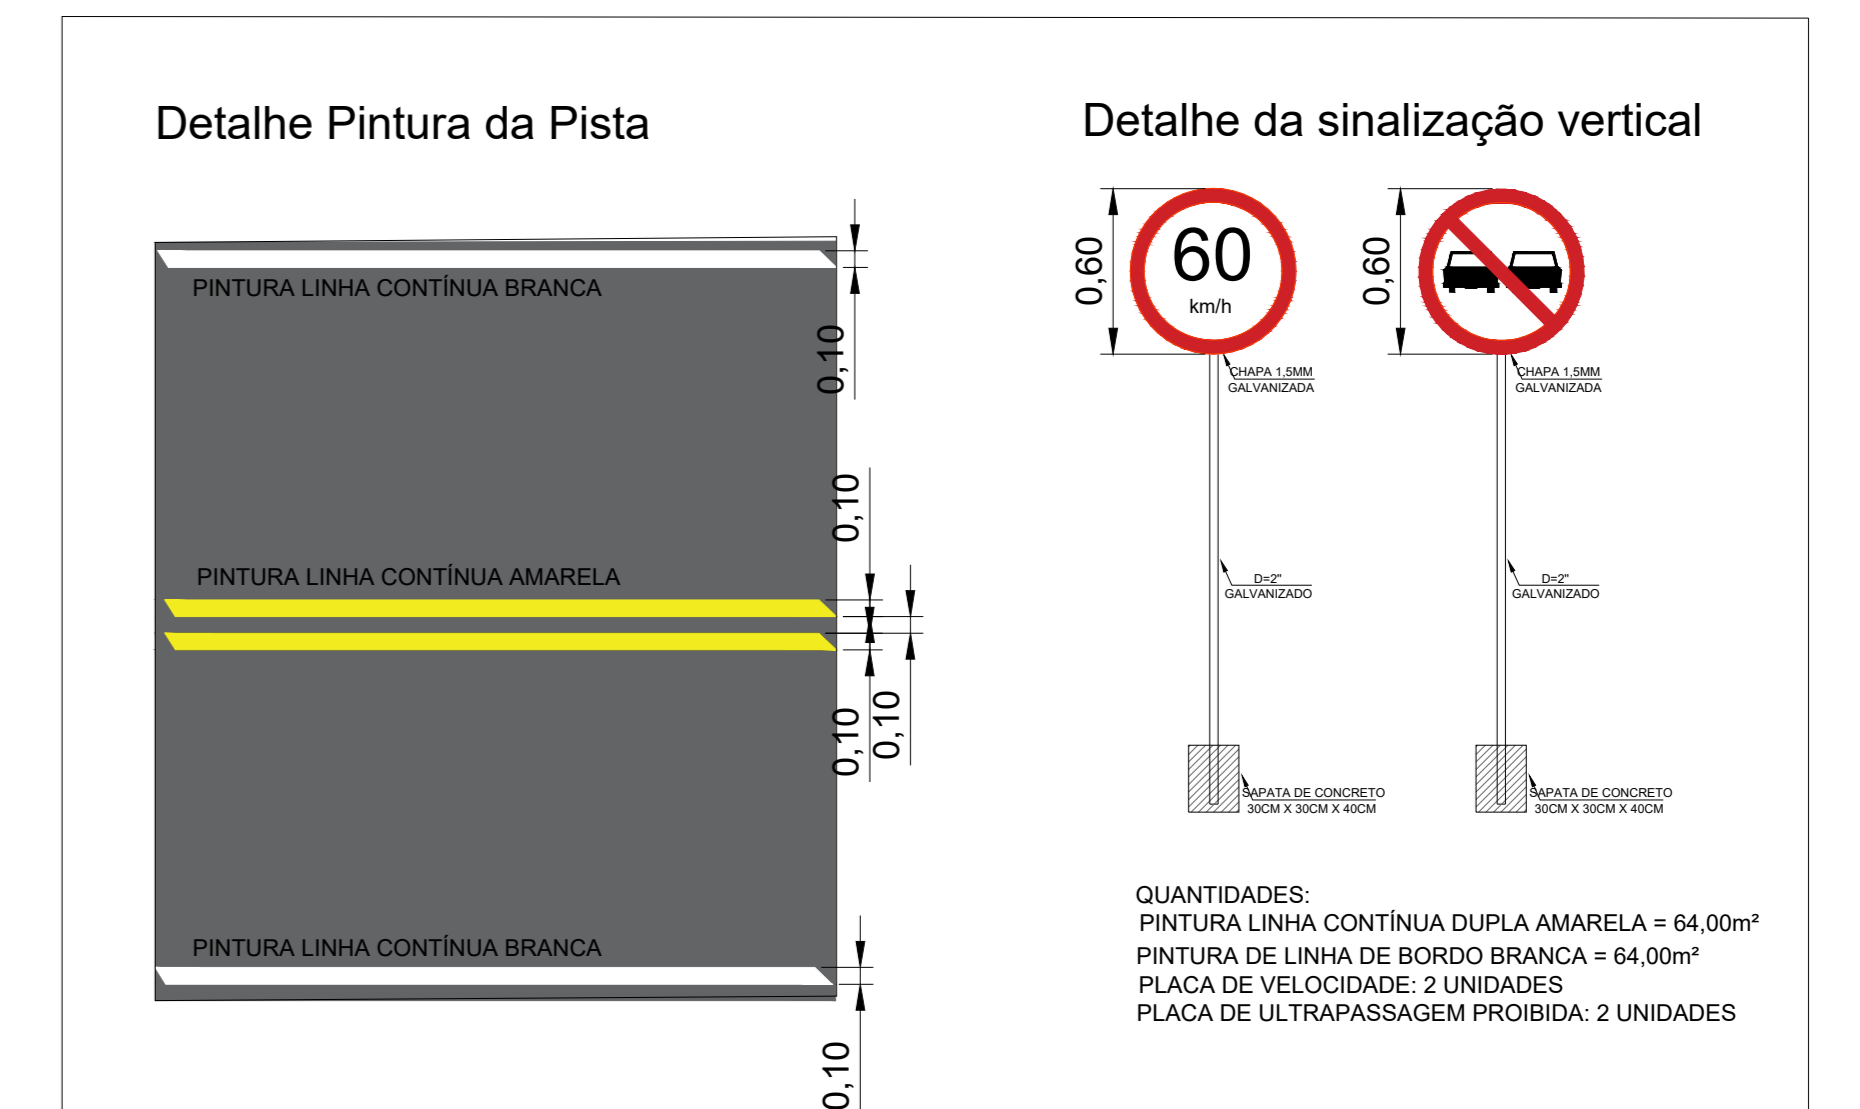 Detalhe Pintura da Pista
PINTURA LINHA CONTÍNUA BRANCA
0,10
0,10
PINTURA LINHA CONTÍNUA AMARELA
0,10
0,10
PINTURA LINHA CONTÍNUA BRANCA
0,10
Detalhe da sinalização vertical
0,60
60
km/h
CHAPA 1,5MM
GALVANIZADA
D=2"
GALVANIZADO
SAPATA DE CONCRETO
30CM X 30CM X 40CM
0,60
CHAPA 1,5MM
GALVANIZADA
D=2"
GALVANIZADO
SAPATA DE CONCRETO
30CM X 30CM X 40CM
QUANTIDADES:
PINTURA LINHA CONTÍNUA DUPLA AMARELA = 64,00m²
PINTURA DE LINHA DE BORDO BRANCA = 64,00m²
PLACA DE VELOCIDADE: 2 UNIDADES
PLACA DE ULTRAPASSAGEM PROIBIDA: 2 UNIDADES